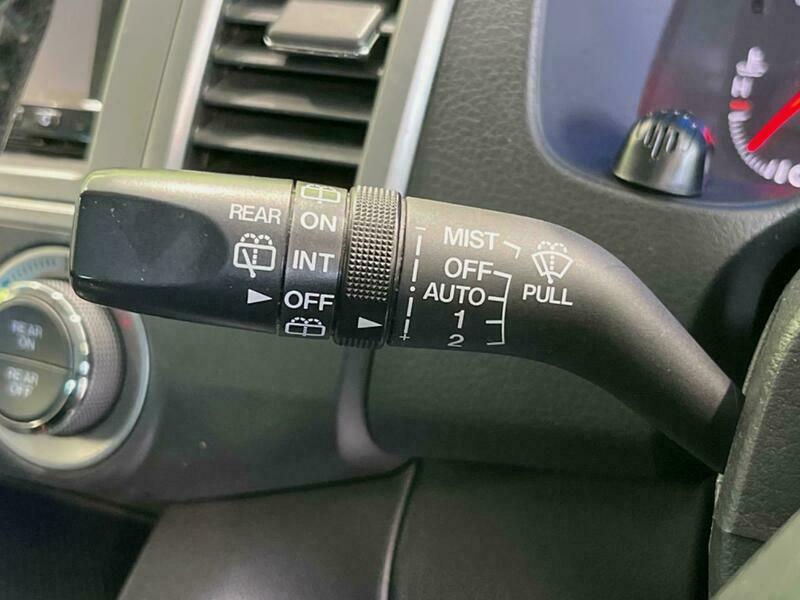 REAR
ON
INT
OFF
MIST
OFF
AUTO
1
2
PULL
REAR
ON
REAR
OFF